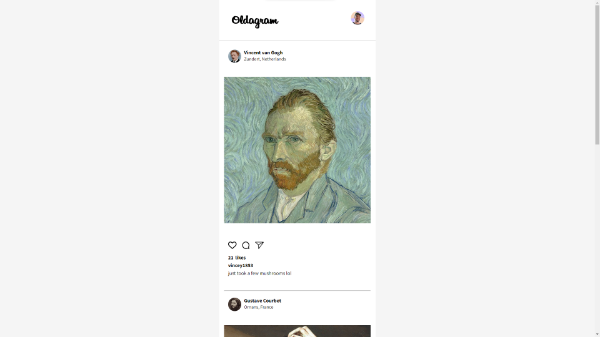 Oldagram
Vincent van Gogh
Zundert, Netherlands
21 likes
vincey1853
just took a few mushrooms lol
Gustave Courbet
Ornans, France